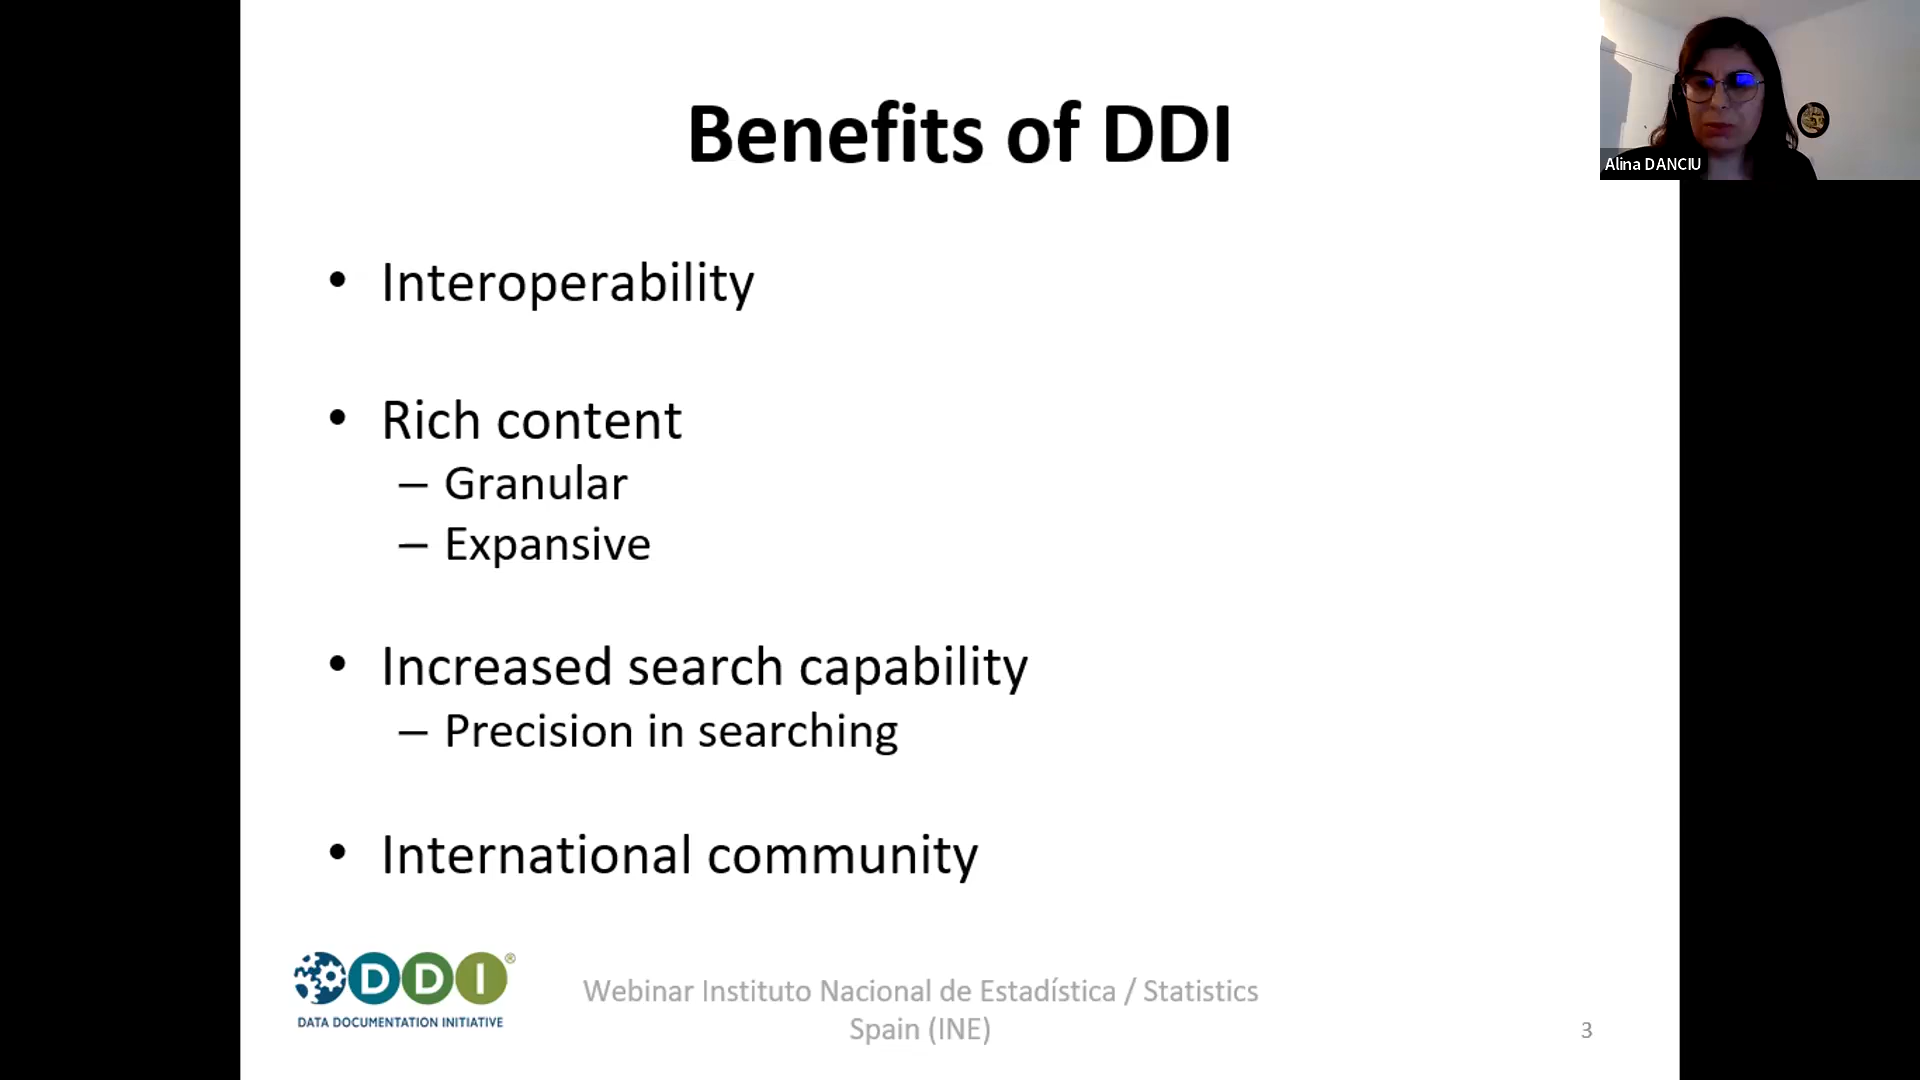 Benefits of DDI
Alina DANCIU
• Interoperability
• Rich content
– Granular
– Expansive
• Increased search capability
– Precision in searching
• International community
DDI®
DATA DOCUMENTATION INITIATIVE
Webinar Instituto Nacional de Estadística / Statistics
Spain (INE)
3